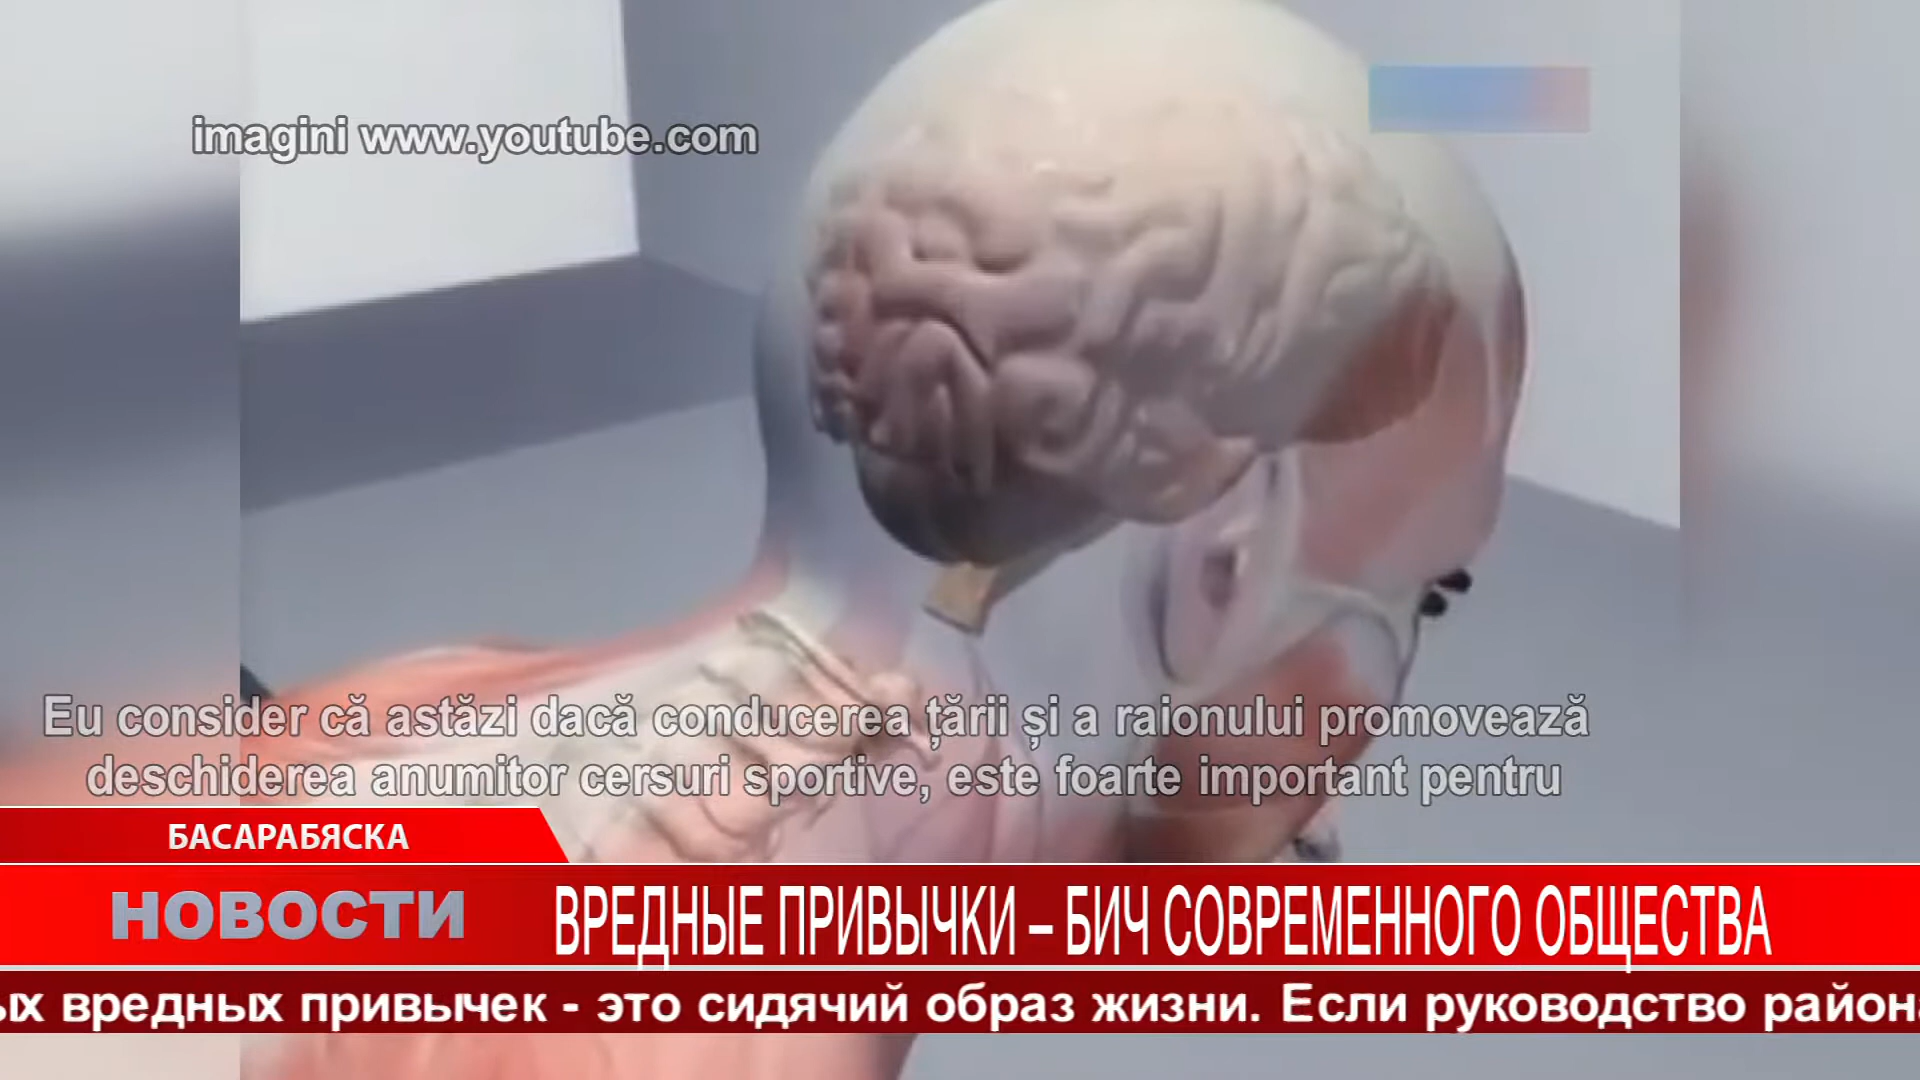 imagini www.youtube.com
Eu consider că astăzi dacă conducerea țării și a raionului promovează
deschiderea anumitor cersuri sportive, este foarte important pentru
БАСАРАБЯСКА
НОВОСТИ
ВРЕДНЫЕ ПРИВЫЧКИ – БИЧ СОВРЕМЕННОГО ОБЩЕСТВА
ых вредных привычек - это сидячий образ жизни. Если руководство района